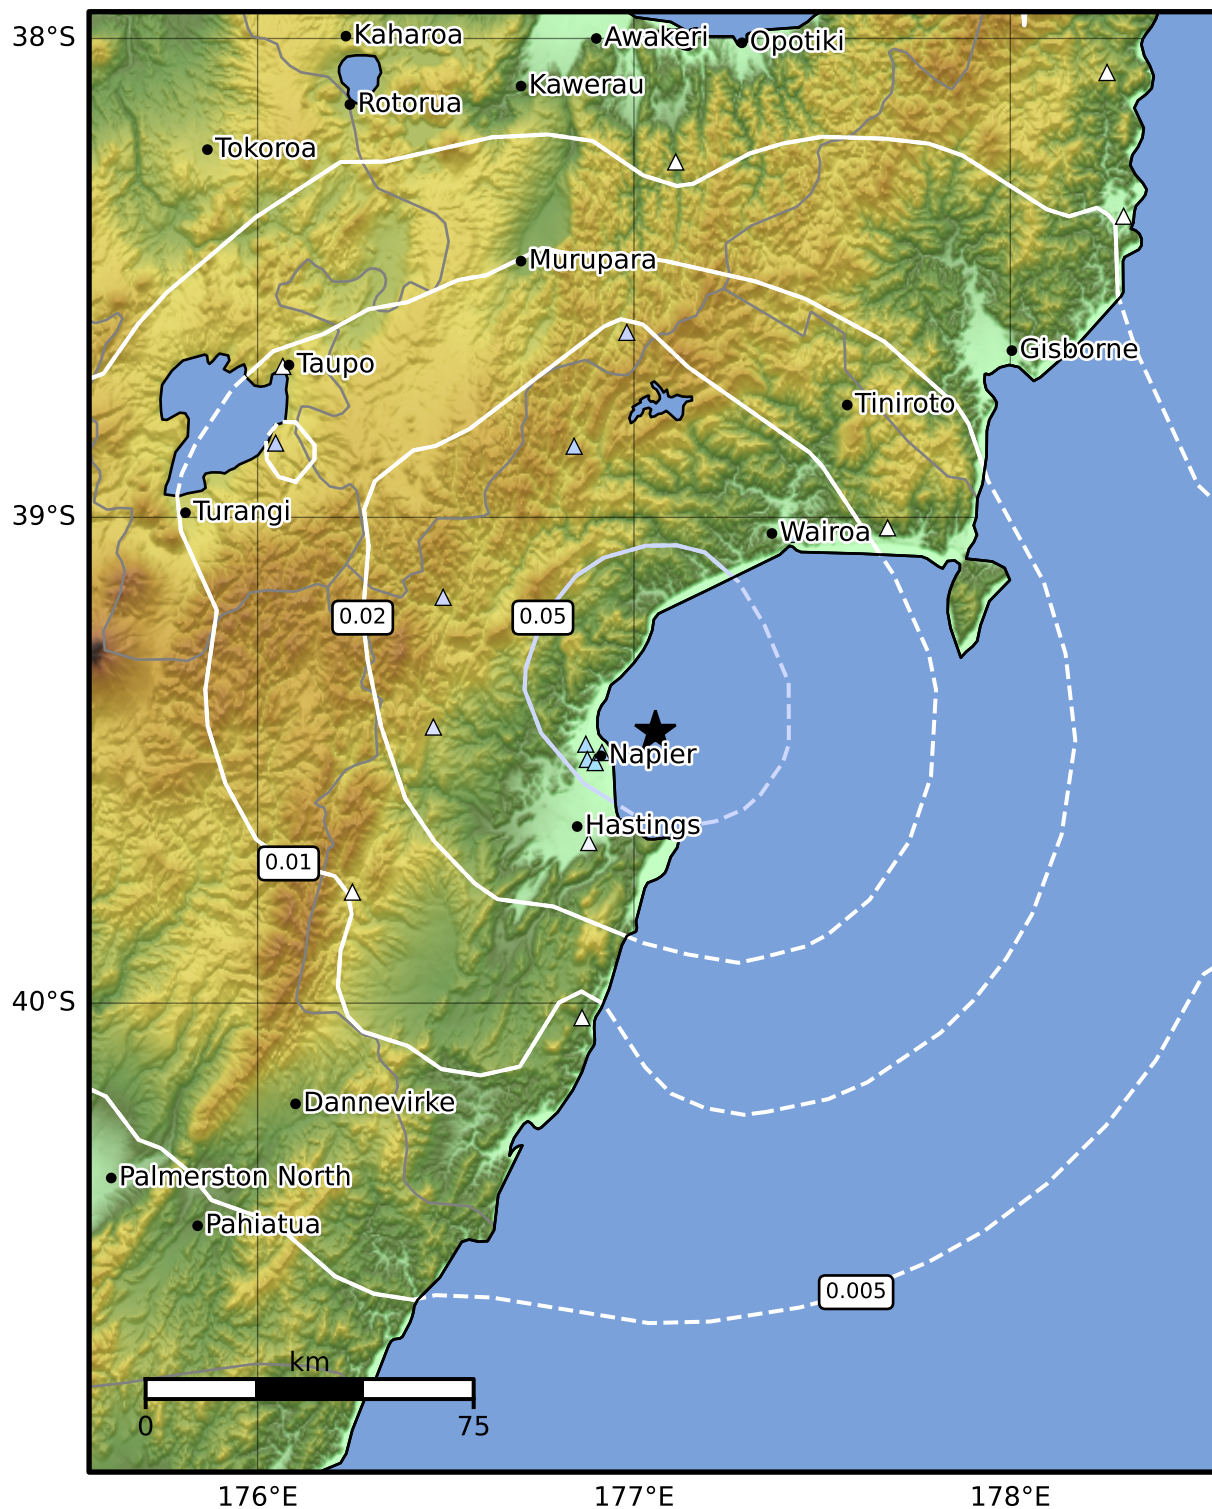 38°S
Kaharoa
Awakeri
Opotiki
Kawerau
Rotorua
Tokoroa
Murupara
Gisborne
Taupo
Tiniroto
39°S
Turangi
Wairoa
0.02
0.05
Napier
Hastings
0.01
40°S
Dannevirke
Palmerston North
Pahiatua
0.005
km
0
75
176°E
177°E
178°E